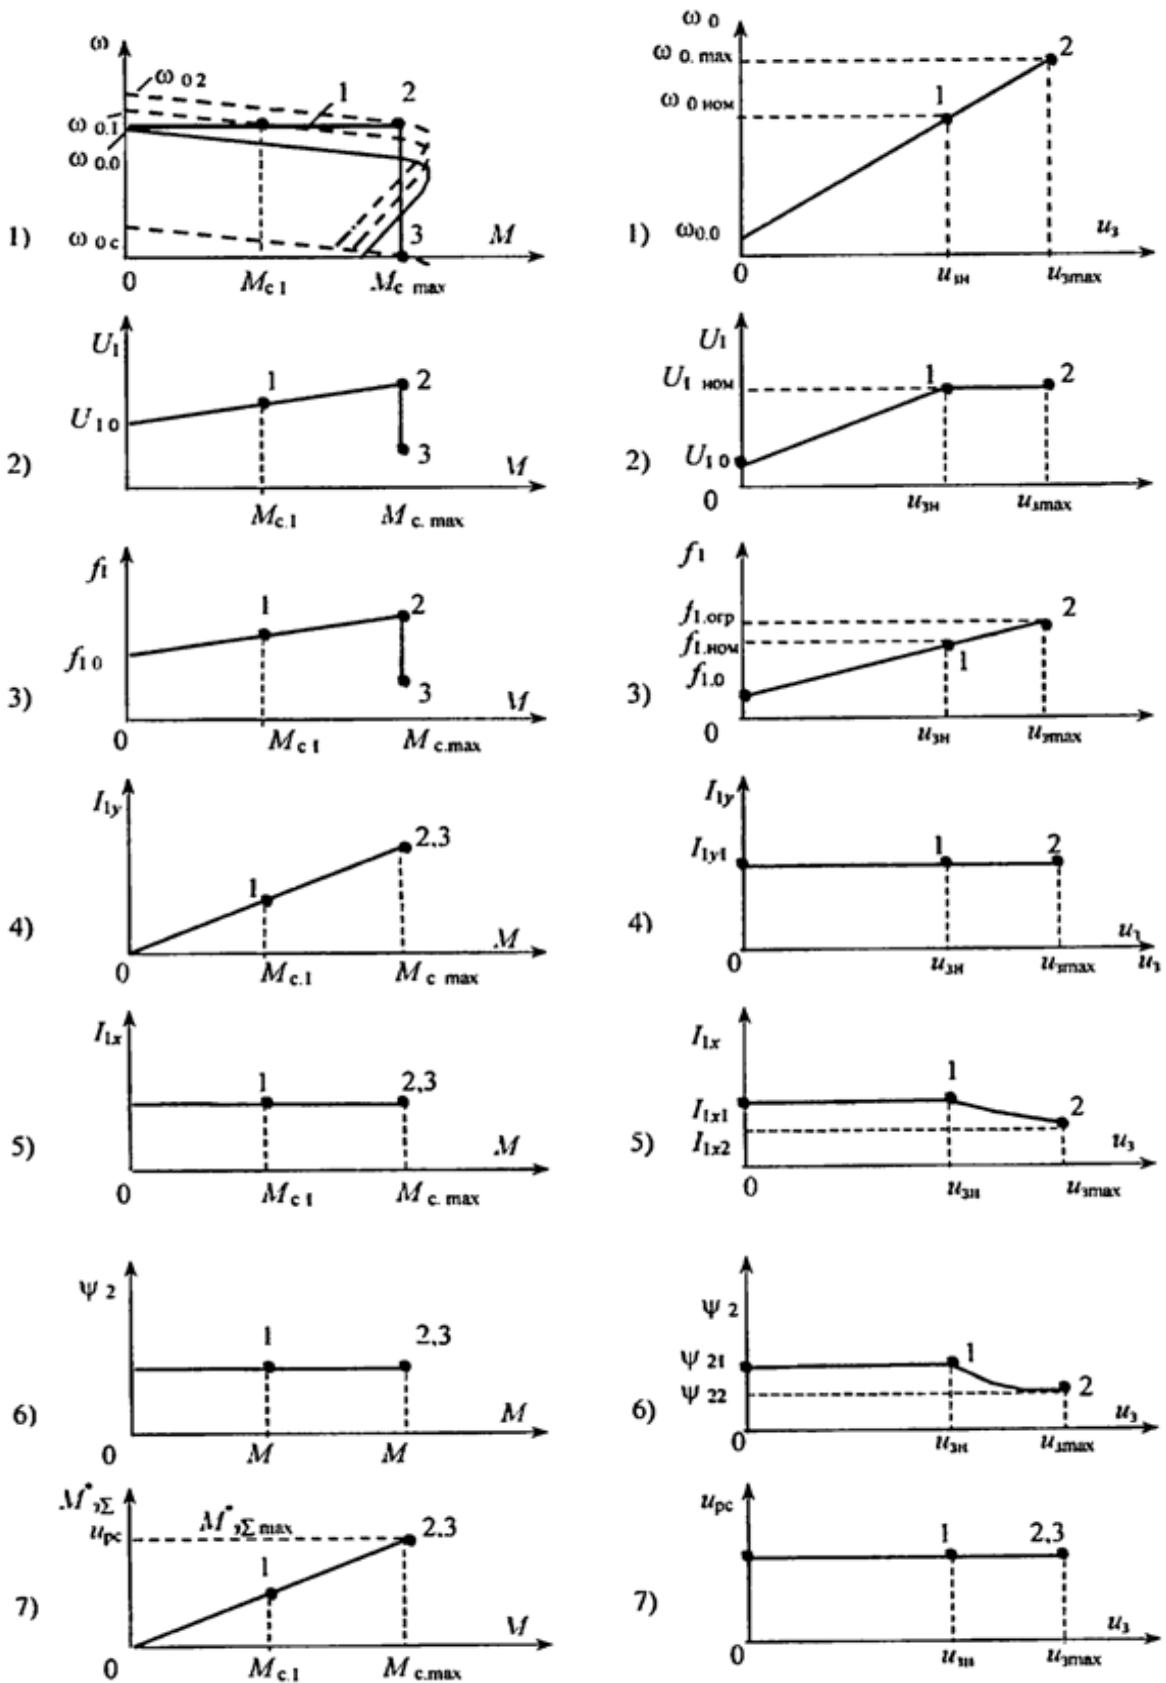 ω
ω 0 2
1
2
ω 0.1
ω 0.0
ω 0 c
3
1)
M
0
M c 1
M c max
U 1
1
2
U 1 0
3
2)
M
M c.1
M c. max
f 1
1
2
f 1 0
3
3)
M
0
M c 1
M c.max
I 1y
2,3
1
4)
M
0
M c.1
M c max
I 1x
1
2,3
5)
M
0
M c 1
M c. max
Ψ 2
1
2,3
6)
M
0
M
M
M* эΣ
u рс
M* эΣ max
2,3
1
7)
M
0
M c.1
M c.max
ω 0
ω 0. max
2
ω 0 ном
1
ω 0.0
1)
u з
0
u зн
u зmax
U 1
U 1 ном
1
2
U 1 0
2)
0
u зн
u зmax
f 1
f 1.огр
2
f 1.ном
1
f 1.0
3)
0
u зн
u зmax
I 1y
I 1y1
1
2
4)
u з
0
u зн
u зmax
u з
I 1x
1
I 1x1
2
I 1x2
5)
u з
0
u зн
u зmax
Ψ 2
1
Ψ 21
2
Ψ 22
6)
u з
0
u зн
u зmax
u рс
1
2,3
7)
u з
0
u зн
u зmax